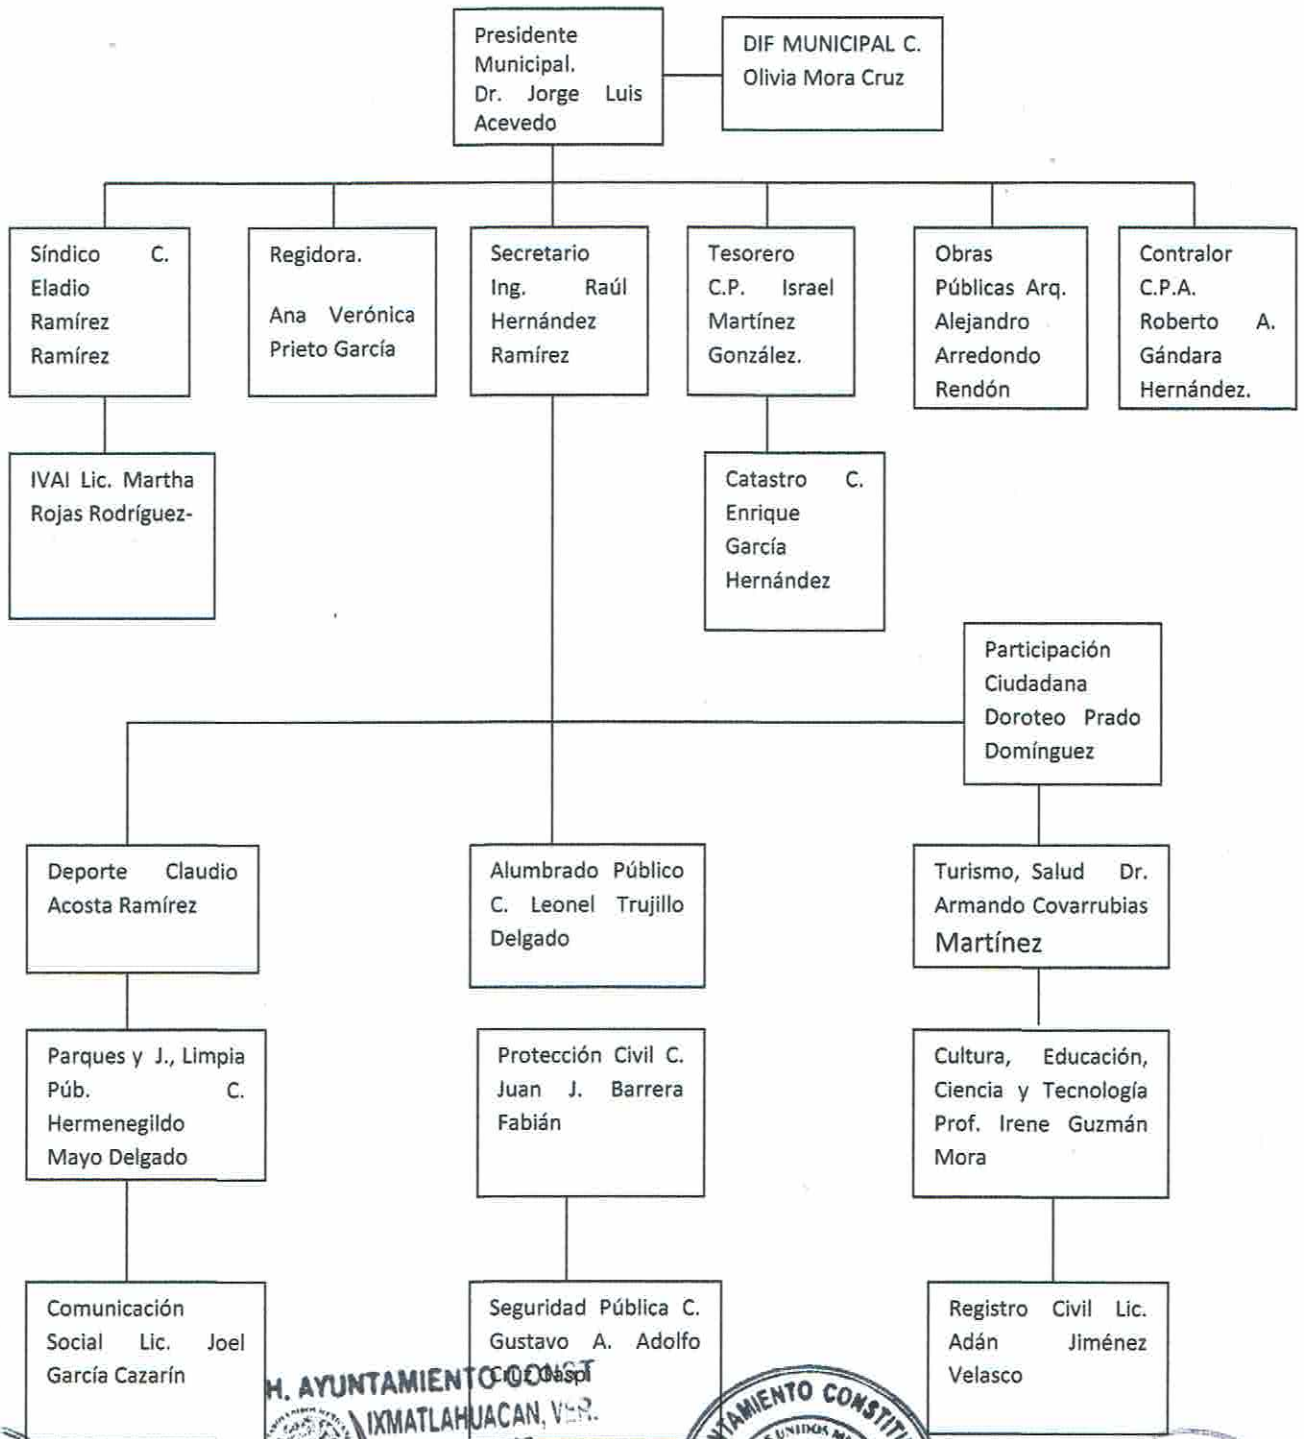 Presidente
Municipal.
Dr. Jorge Luis
Acevedo
DIF MUNICIPAL C.
Olivia Mora Cruz
Síndico C.
Eladio
Ramírez
Ramírez
Regidora.
Ana Verónica
Prieto García
Secretario
Ing. Raúl
Hernández
Ramírez
Tesorero
C.P. Israel
Martínez
González.
Obras
Públicas Arq.
Alejandro
Arredondo
Rendón
Contralor
C.P.A.
Roberto A.
Gándara
Hernández.
IVAI Lic. Martha
Rojas Rodríguez-
Catastro C.
Enrique
García
Hernández
Participación
Ciudadana
Doroteo Prado
Domínguez
Deporte Claudio
Acosta Ramírez
Alumbrado Público
C. Leonel Trujillo
Delgado
Turismo, Salud Dr.
Armando Covarrubias
Martínez
Parques y J., Limpia
Púb. C.
Hermenegildo
Mayo Delgado
Protección Civil C.
Juan J. Barrera
Fabián
Cultura, Educación,
Ciencia y Tecnología
Prof. Irene Guzmán
Mora
Comunicación
Social Lic. Joel
García Cazarín
Seguridad Pública C.
Gustavo A. Adolfo
Cruz
Registro Civil Lic.
Adán Jiménez
Velasco
H. AYUNTAMIENTO CONST
IXMATLAHUACAN, VER.